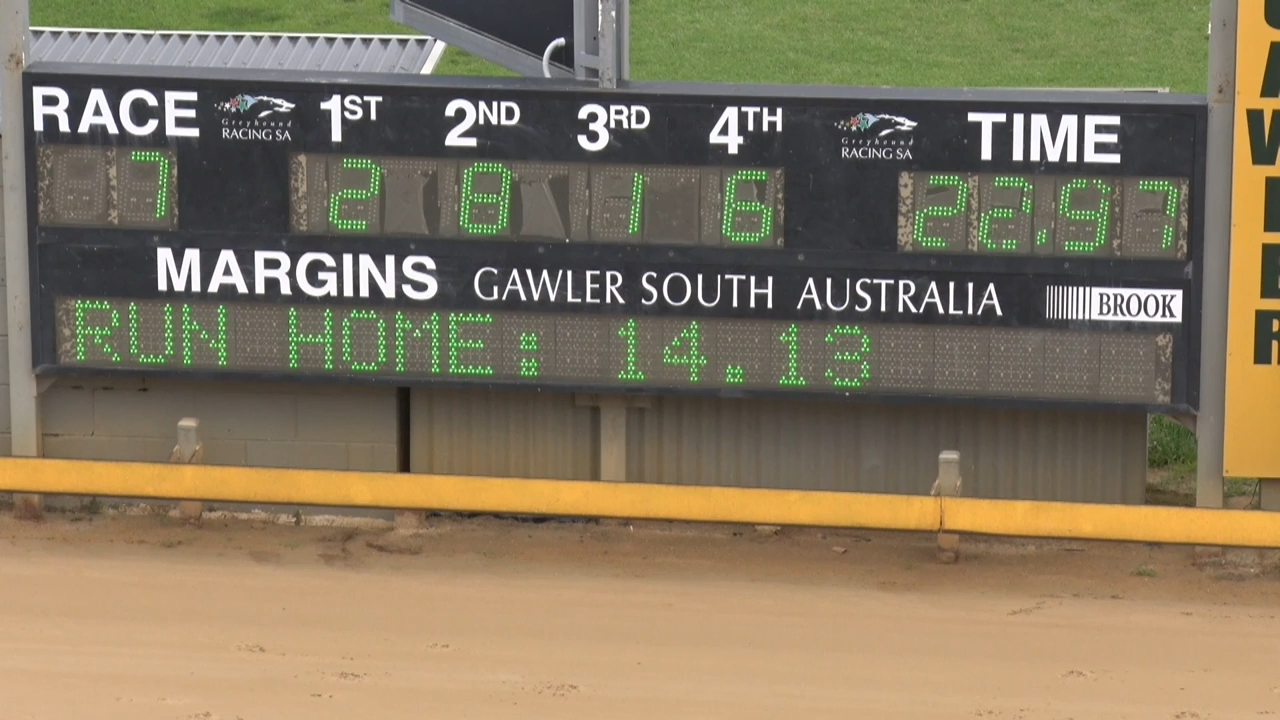 RACE Greyhound RACING SA 1ST 2ND 3RD 4TH Greyhound RACING SA TIME
7 2 8 1 6 22.97
MARGINS GAWLER SOUTH AUSTRALIA BROOK
RUN HOME: 14.13
GAWLER